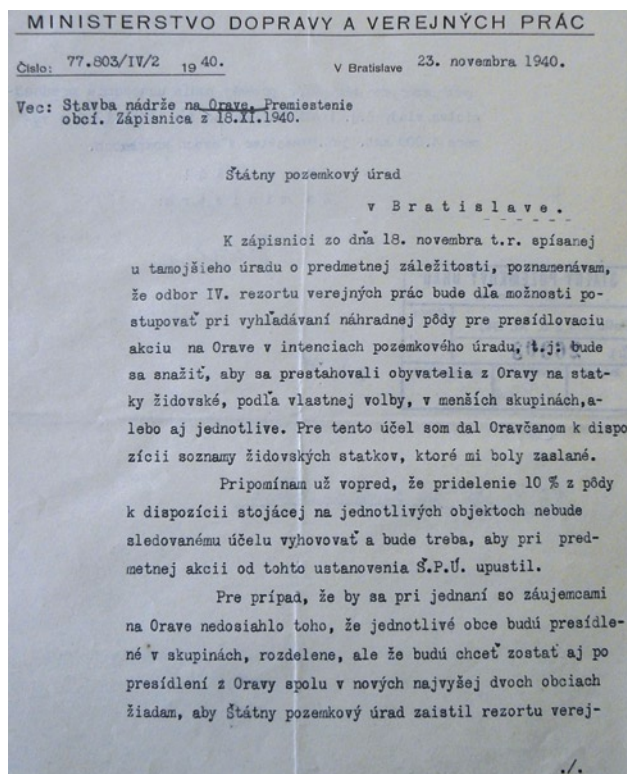 MINISTERSTVO DOPRAVY A VEREJNÝCH PRÁC
Číslo: 77.803/IV/2 1940. V Bratislave 23. novembra 1940.
Vec: Stavba nádrže na Orave. Premiestenie
obcí. Zápisnica z 18.XI.1940.
Štátny pozemkový úrad
v Bratislave.
K zápisnici zo dňa 18. novembra t.r. spísanej
u tamojšieho úradu o predmetnej záležitosti, poznamenávam,
že odbor IV. rezortu verejných prác bude dľa možnosti po-
stupovať pri vyhľadávaní náhradnej pôdy pre presídlovaciu
akciu na Orave v intenciach pozemkového úradu, t.j. bude
sa snažiť, aby sa presťahovali obyvatelia z Oravy na stat-
ky židovské, podľa vlastnej volby, v menších skupinách,a-
lebo aj jednotlive. Pre tento účel som dal Oravčanom k dispo
zícii soznamy židovských statkov, ktoré mi boly zaslané.
Pripomínam už vopred, že pridelenie 10 % z pôdy
k dispozícii stojácej na jednotlivých objektoch nebude
sledovanému účelu vyhovovať a bude treba, aby pri pred-
metnej akcii od tohto ustanovenia Š.P.Ú. upustil.
Pre prípad, že by sa pri jednaní so záujemcami
na Orave nedosiahlo toho, že jednotlivé obce budú presídle-
né v skupinách, rozdelene, ale že budú chceť zostať aj po
presídlení z Oravy spolu v nových najvyšej dvoch obciach
žiadam, aby Štátny pozemkový úrad zaistil rezortu verej-
./.